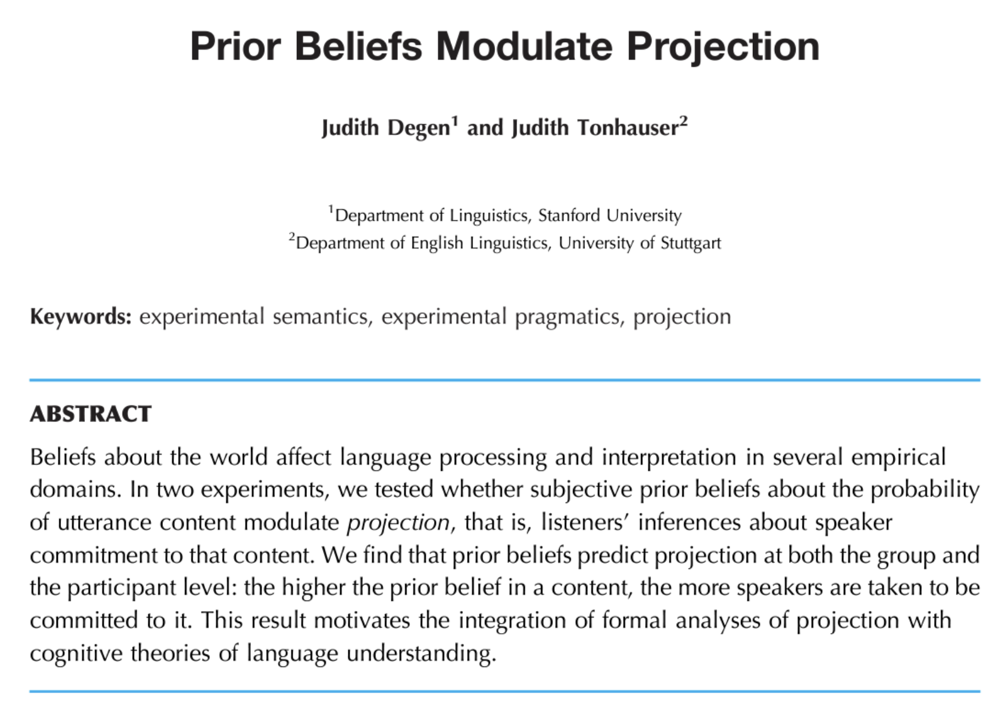 Prior Beliefs Modulate Projection
Judith Degen1 and Judith Tonhauser2
1Department of Linguistics, Stanford University
2Department of English Linguistics, University of Stuttgart
Keywords: experimental semantics, experimental pragmatics, projection
ABSTRACT
Beliefs about the world affect language processing and interpretation in several empirical
domains. In two experiments, we tested whether subjective prior beliefs about the probability
of utterance content modulate projection, that is, listeners’ inferences about speaker
commitment to that content. We find that prior beliefs predict projection at both the group and
the participant level: the higher the prior belief in a content, the more speakers are taken to be
committed to it. This result motivates the integration of formal analyses of projection with
cognitive theories of language understanding.